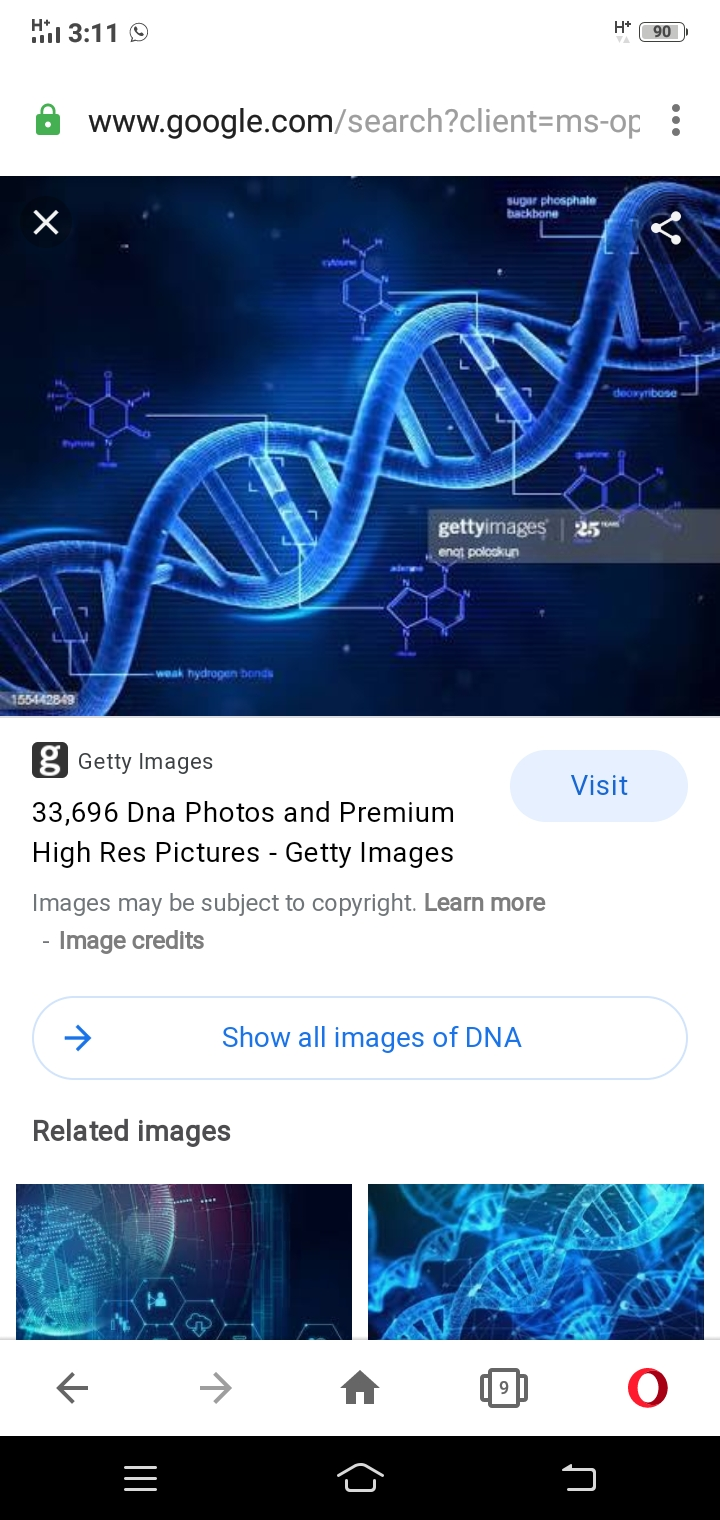 H+ 3:11
H+ 90
www.google.com/search?client=ms-op
sugar phosphate
backbone
cytosine
H H
N
N
O
N
deoxyribose
O
H
H C
H
N H
N
O
thymine
guanine
O
N
N
H
gettyimages® | 25 YEARS
enot poloskun
adenine
H
N
N
N
N
N
weak hydrogen bonds
155442849
g Getty Images
Visit
33,696 Dna Photos and Premium
High Res Pictures - Getty Images
Images may be subject to copyright. Learn more
- Image credits
Show all images of DNA
Related images
9